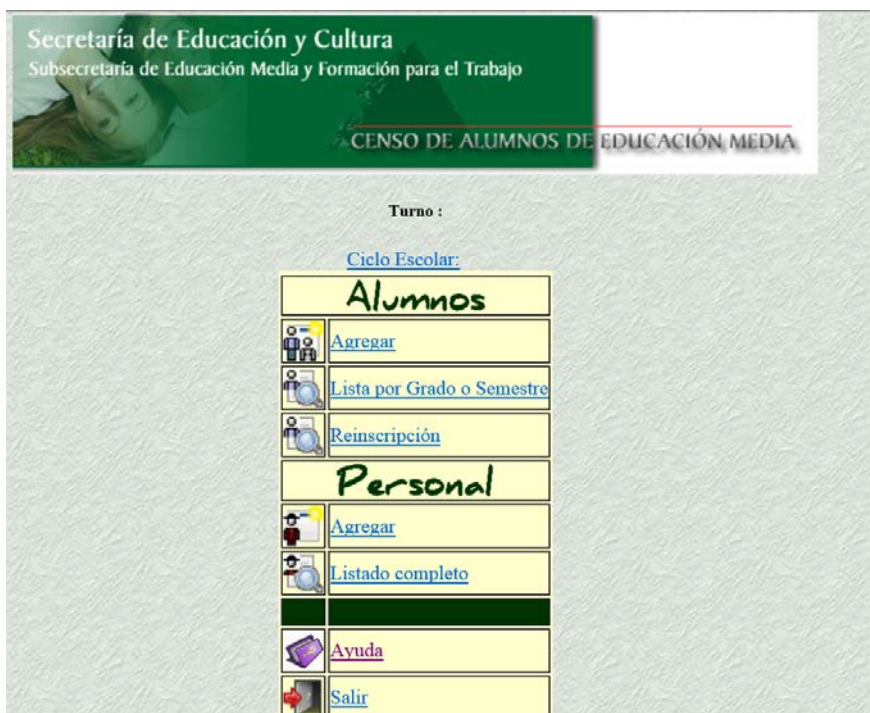 Secretaría de Educación y Cultura
Subsecretaría de Educación Media y Formación para el Trabajo
CENSO DE ALUMNOS DE EDUCACIÓN MEDIA
Turno :
Ciclo Escolar:
Alumnos
Agregar
Lista por Grado o Semestre
Reinscripción
Personal
Agregar
Listado completo
Ayuda
Salir